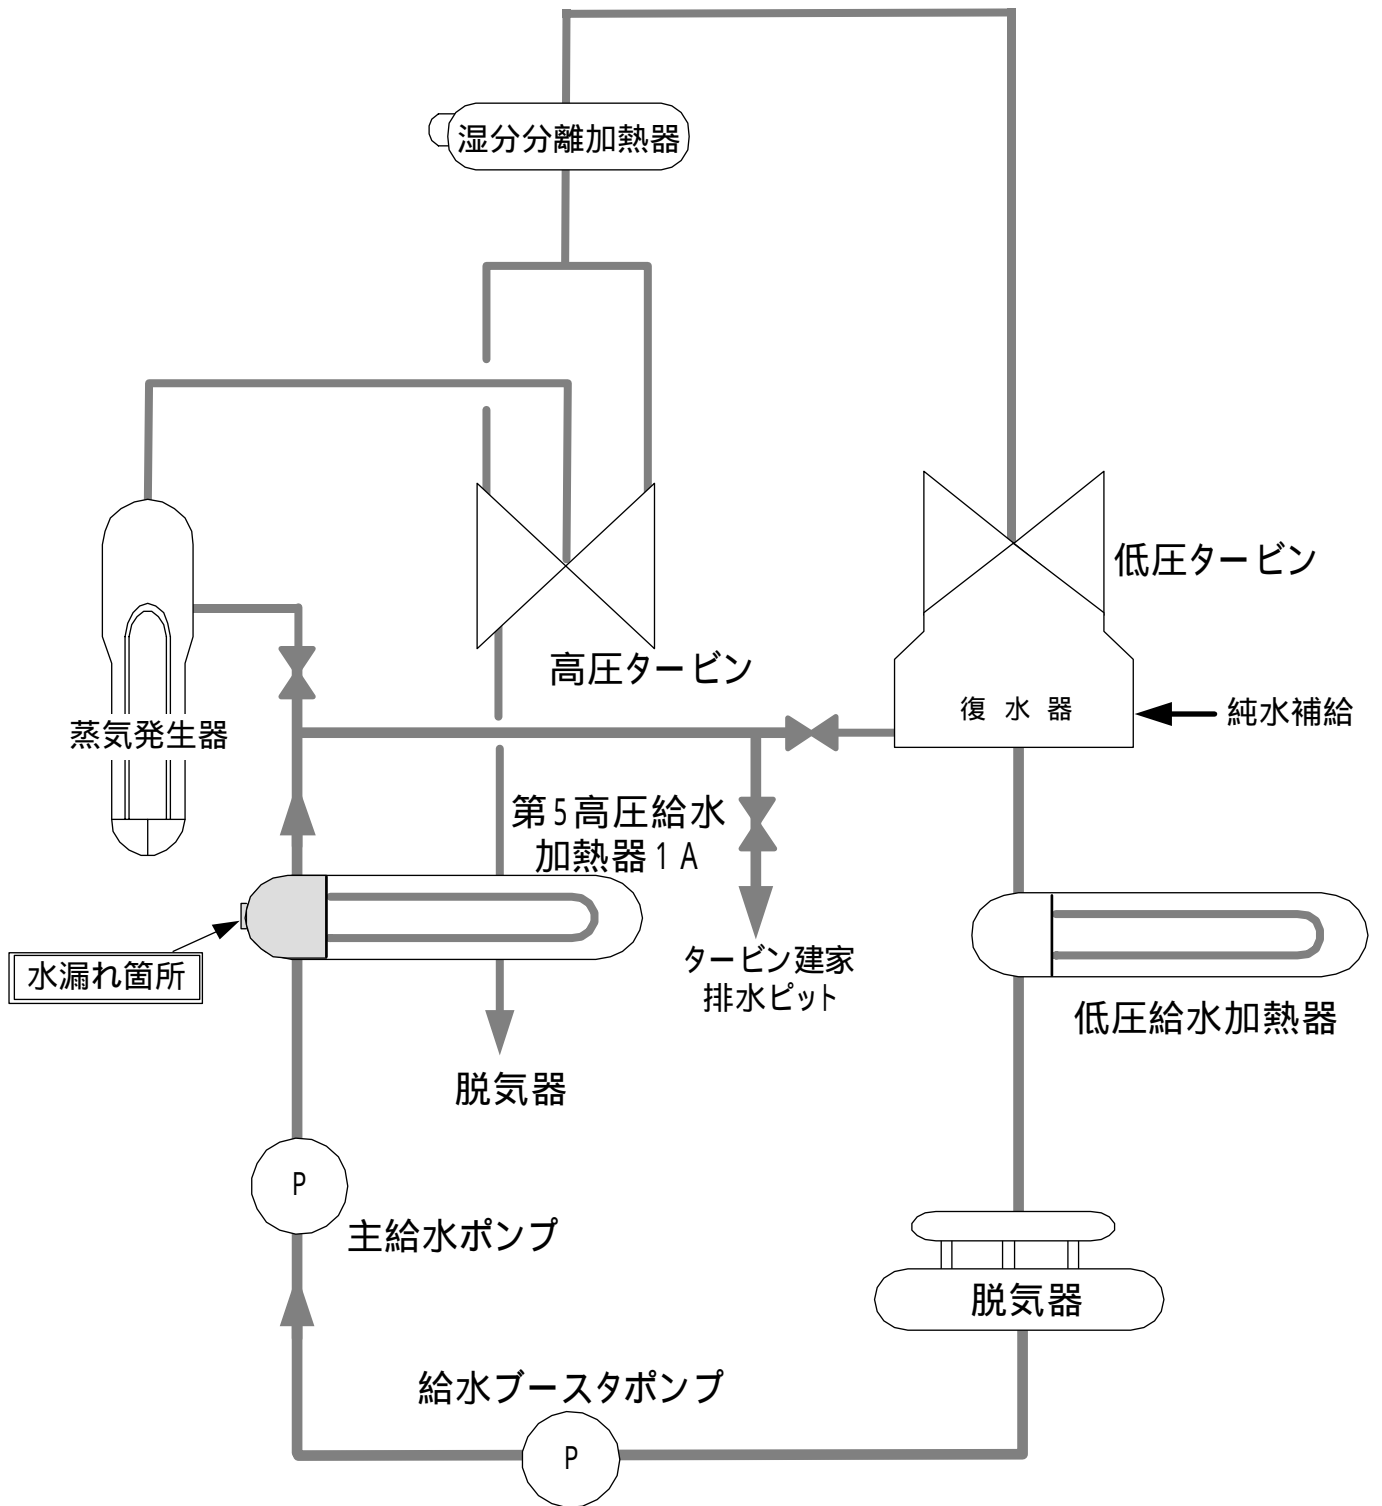 湿分分離加熱器
低圧タービン
高圧タービン
復水器
純水補給
蒸気発生器
第5高圧給水
加熱器1A
水漏れ箇所
タービン建家
排水ピット
低圧給水加熱器
脱気器
P
主給水ポンプ
脱気器
給水ブースタポンプ
P